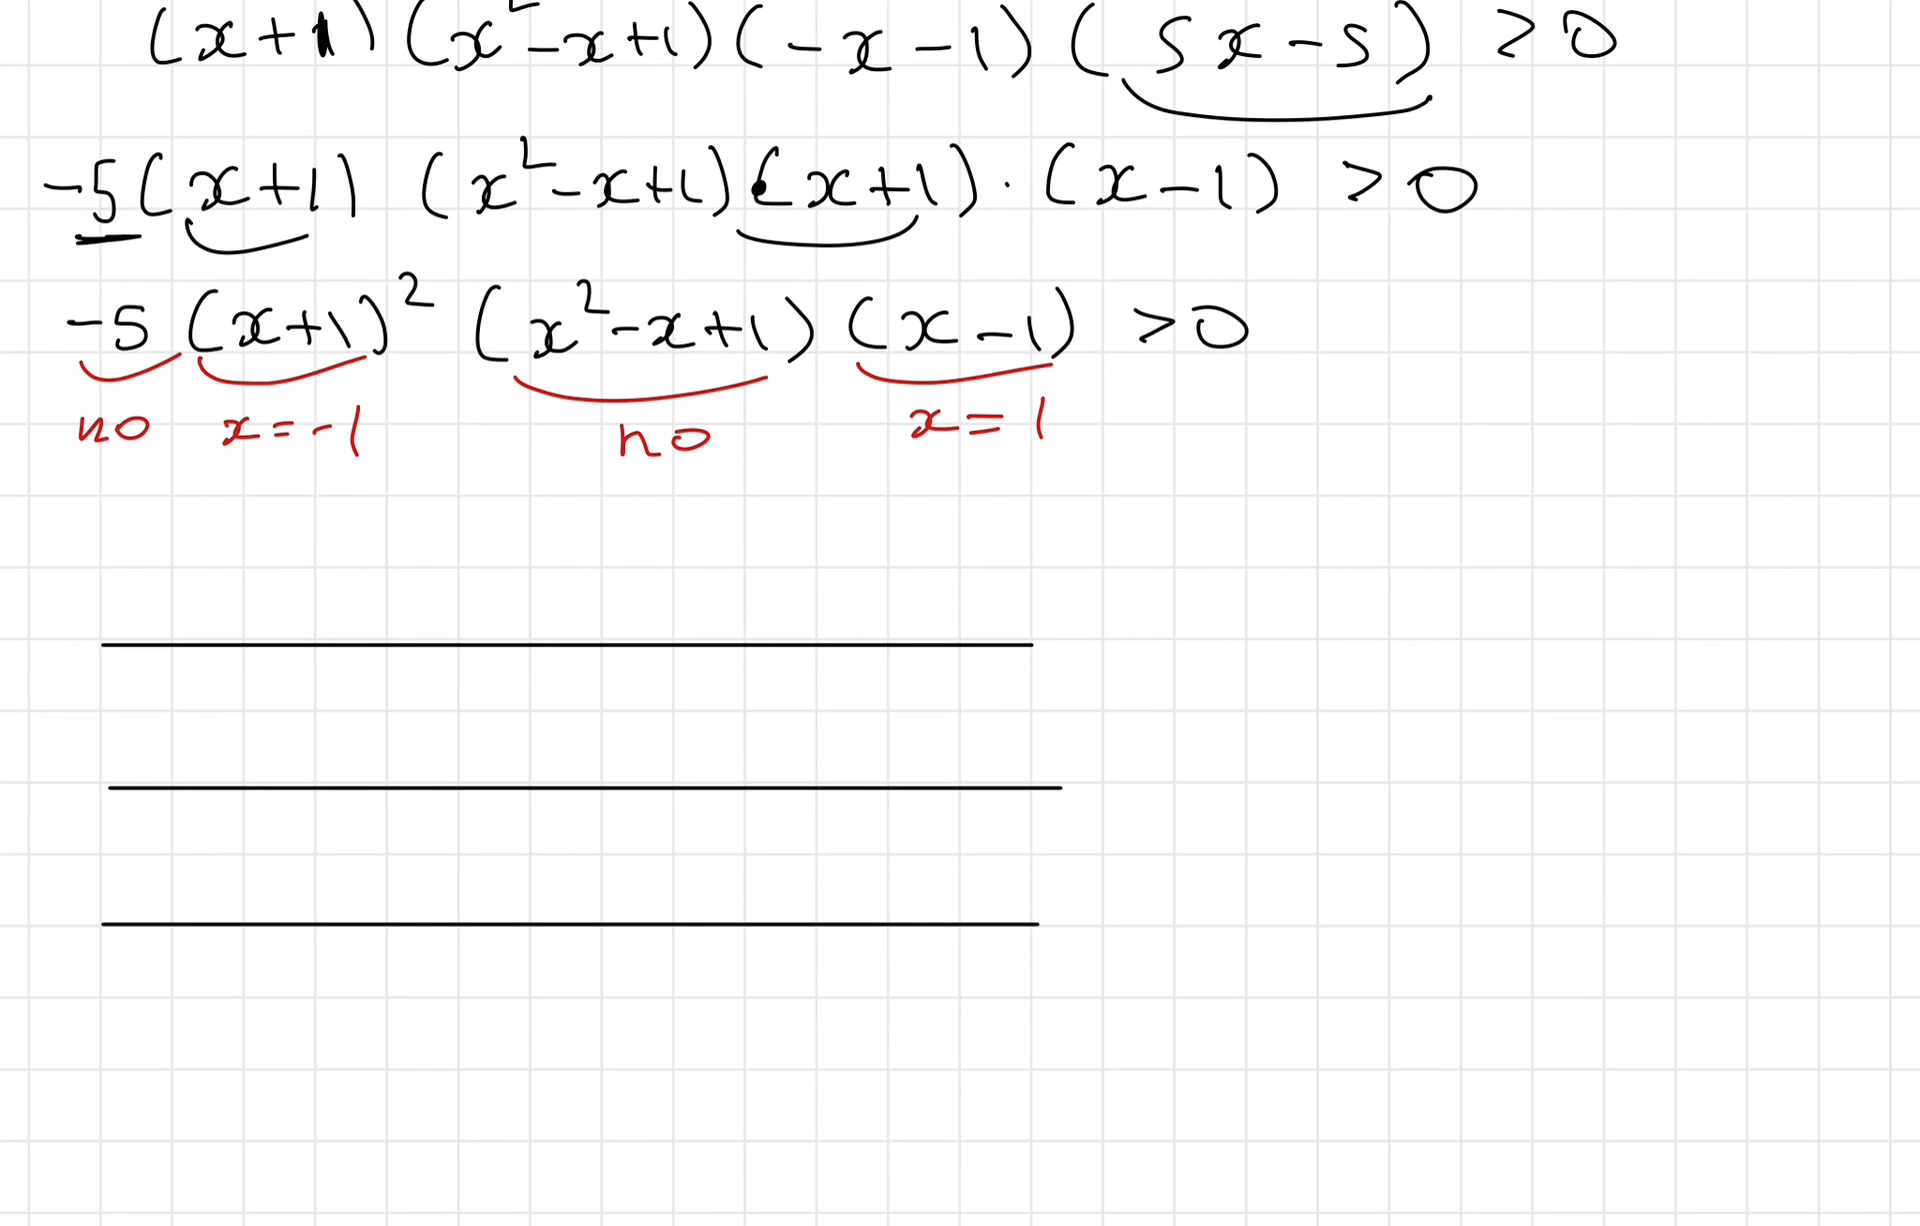 (x+1)(x²-x+1)(-x-1)(5x-5) >0
-5(x+1) (x²-x+1)(x+1)·(x-1) >0
-5(x+1)² (x²-x+1)(x-1) >0
no x=-1 no x=1